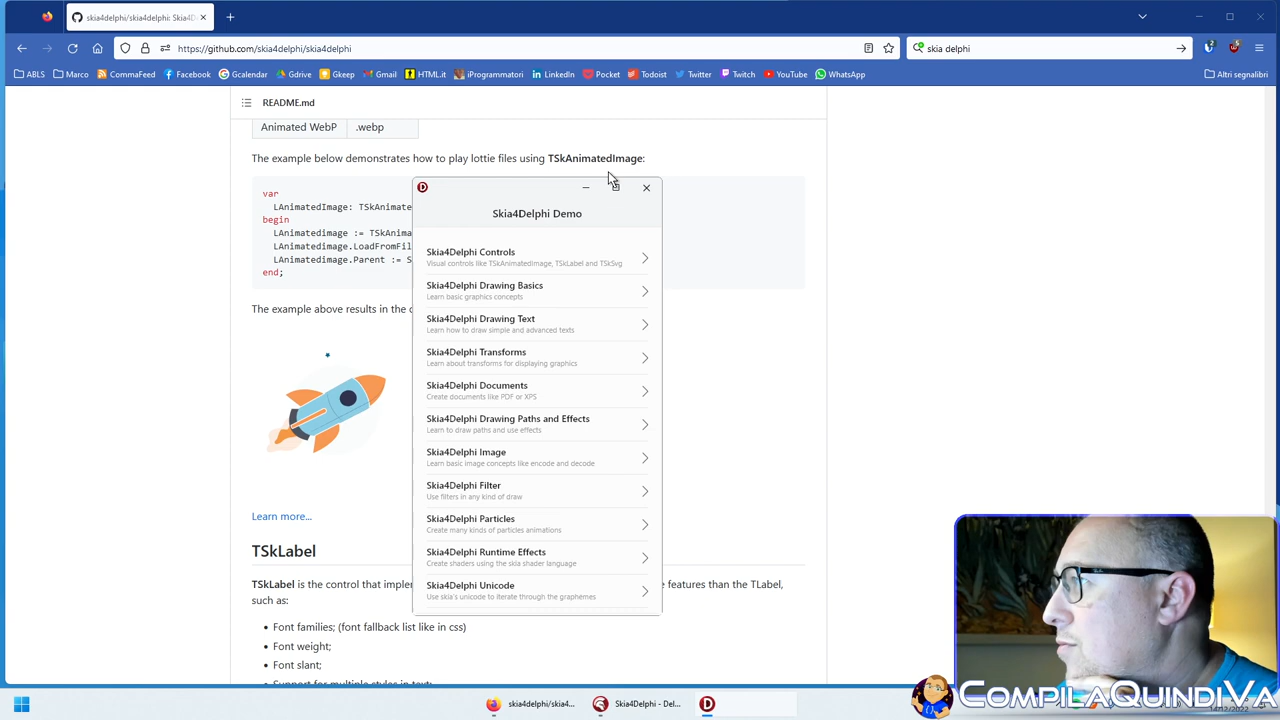 skia4delphi/skia4delphi: Skia4D
https://github.com/skia4delphi/skia4delphi
skia delphi
ABLS
Marco
CommaFeed
Facebook
Gcalendar
Gdrive
Gkeep
Gmail
HTML.it
iProgrammatori
LinkedIn
Pocket
Todoist
Twitter
Twitch
YouTube
WhatsApp
Altri segnalibri
README.md
Animated WebP .webp
The example below demonstrates how to play lottie files using TSkAnimatedImage:
var
LAnimatedImage: TSkAnimate
begin
LAnimatedimage := TSkAnima
LAnimatedimage.LoadFromFil
LAnimatedimage.Parent := S
end;
The example above results in the
Learn more...
TSkLabel
TSkLabel is the control that implem
e features than the TLabel,
such as:
Font families; (font fallback list like in css)
Font weight;
Font slant;
Support for multiple styles in text;
Skia4Delphi Demo
Skia4Delphi Controls
Visual controls like TSkAnimatedImage, TSkLabel and TSkSvg
Skia4Delphi Drawing Basics
Learn basic graphics concepts
Skia4Delphi Drawing Text
Learn how to draw simple and advanced texts
Skia4Delphi Transforms
Learn about transforms for displaying graphics
Skia4Delphi Documents
Create documents like PDF or XPS
Skia4Delphi Drawing Paths and Effects
Learn to draw paths and use effects
Skia4Delphi Image
Learn basic image concepts like encode and decode
Skia4Delphi Filter
Use filters in any kind of draw
Skia4Delphi Particles
Create many kinds of particles animations
Skia4Delphi Runtime Effects
Create shaders using the skia shader language
Skia4Delphi Unicode
Use skia's unicode to iterate through the graphemes
skia4delphi/skia4...
Skia4Delphi - Del...
CompilaQuindiVa